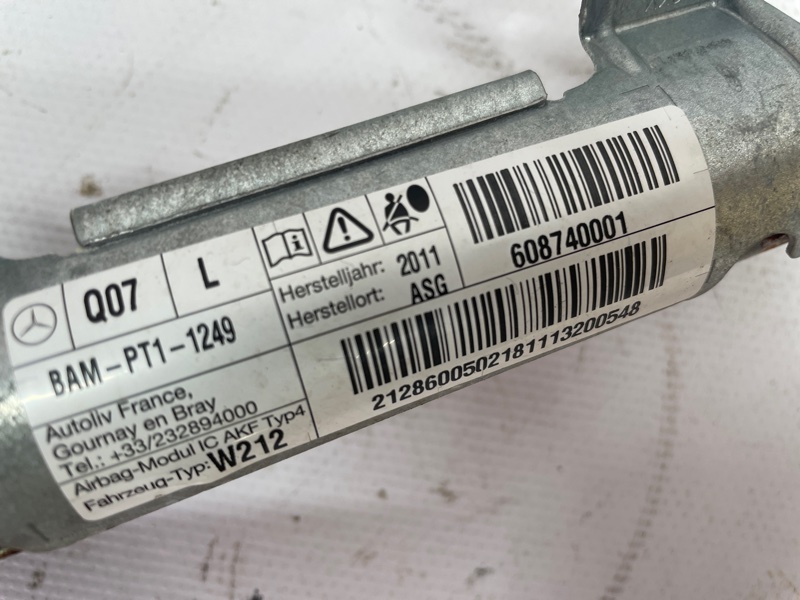 Q07 L
BAM-PT1-1249
Autoliv France,
Gournay en Bray
Tel.: +33/232894000
Airbag-Modul IC AKF Typ4
Fahrzeug-Typ: W212
Herstelljahr: 2011
Herstellort: ASG
608740001
2128600502181113200548